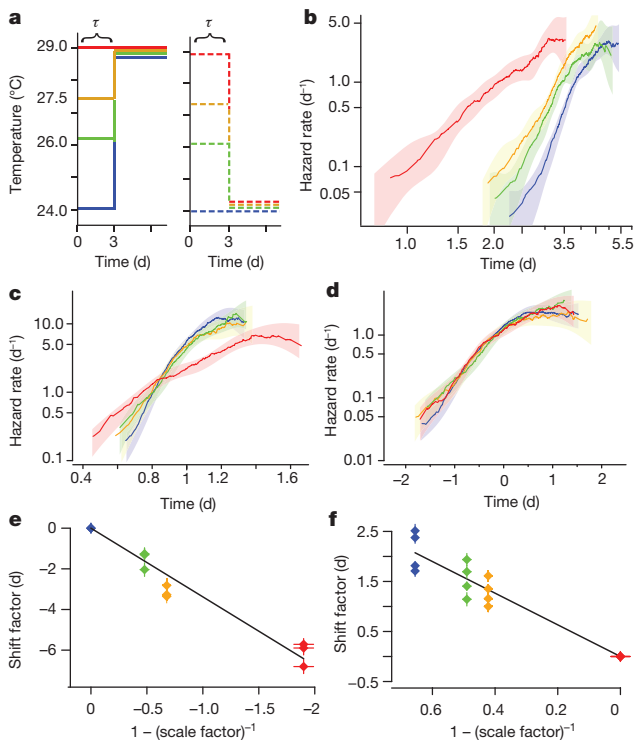 a
τ
τ
Temperature (°C)
29.0
27.5
26.0
24.0
0
3
0
3
Time (d)
Time (d)
b
Hazard rate (d⁻¹)
5.0
1.0
0.5
0.1
0.05
1.0
1.5
2.0
3.5
5.5
Time (d)
c
Hazard rate (d⁻¹)
10.0
5.0
1.0
0.5
0.1
0.4
0.6
0.8
1
1.2
1.4
1.6
Time (d)
d
Hazard rate (d⁻¹)
1.0
0.5
0.1
0.05
0.01
−2
−1
0
1
2
Time (d)
e
Shift factor (d)
0
−2
−4
−6
0
−0.5
−1
−1.5
−2
1 − (scale factor)⁻¹
f
Shift factor (d)
2.5
1.5
0.5
−0.5
0.6
0.4
0.2
0
1 − (scale factor)⁻¹